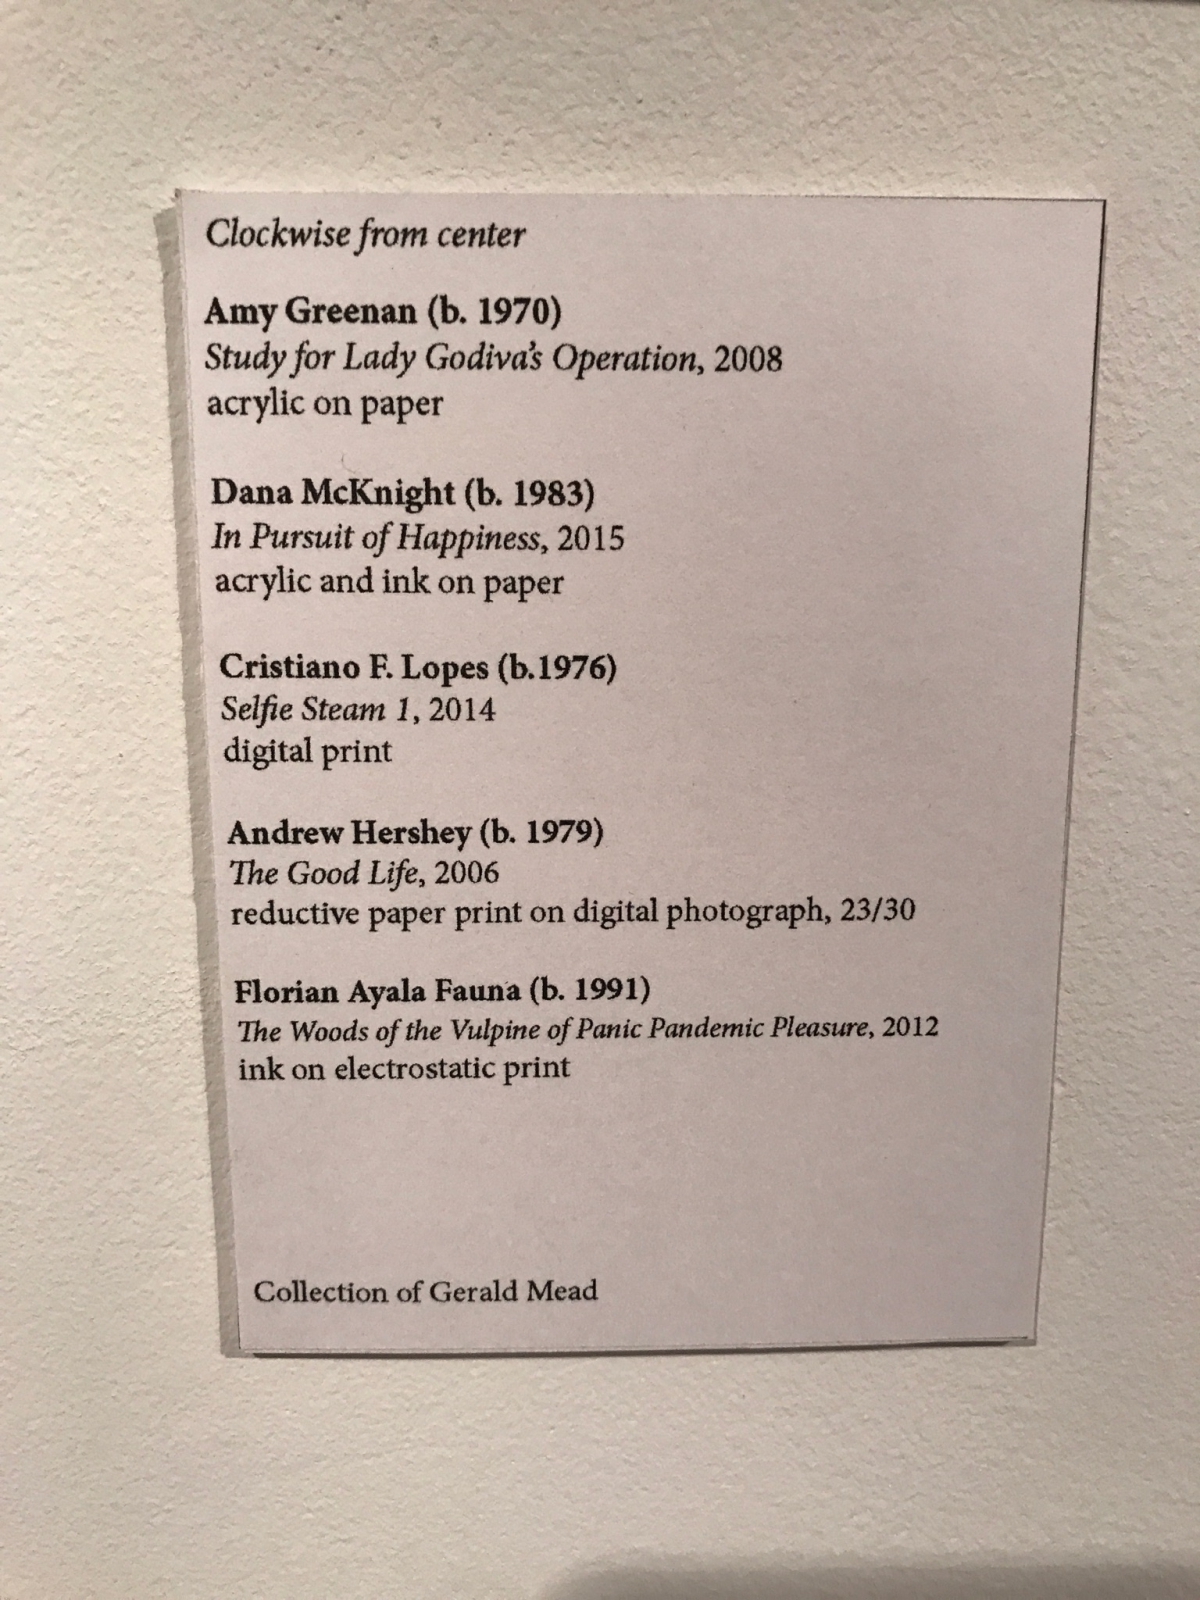 Clockwise from center
Amy Greenan (b. 1970)
Study for Lady Godiva's Operation, 2008
acrylic on paper
Dana McKnight (b. 1983)
In Pursuit of Happiness, 2015
acrylic and ink on paper
Cristiano F. Lopes (b.1976)
Selfie Steam 1, 2014
digital print
Andrew Hershey (b. 1979)
The Good Life, 2006
reductive paper print on digital photograph, 23/30
Florian Ayala Fauna (b. 1991)
The Woods of the Vulpine of Panic Pandemic Pleasure, 2012
ink on electrostatic print
Collection of Gerald Mead